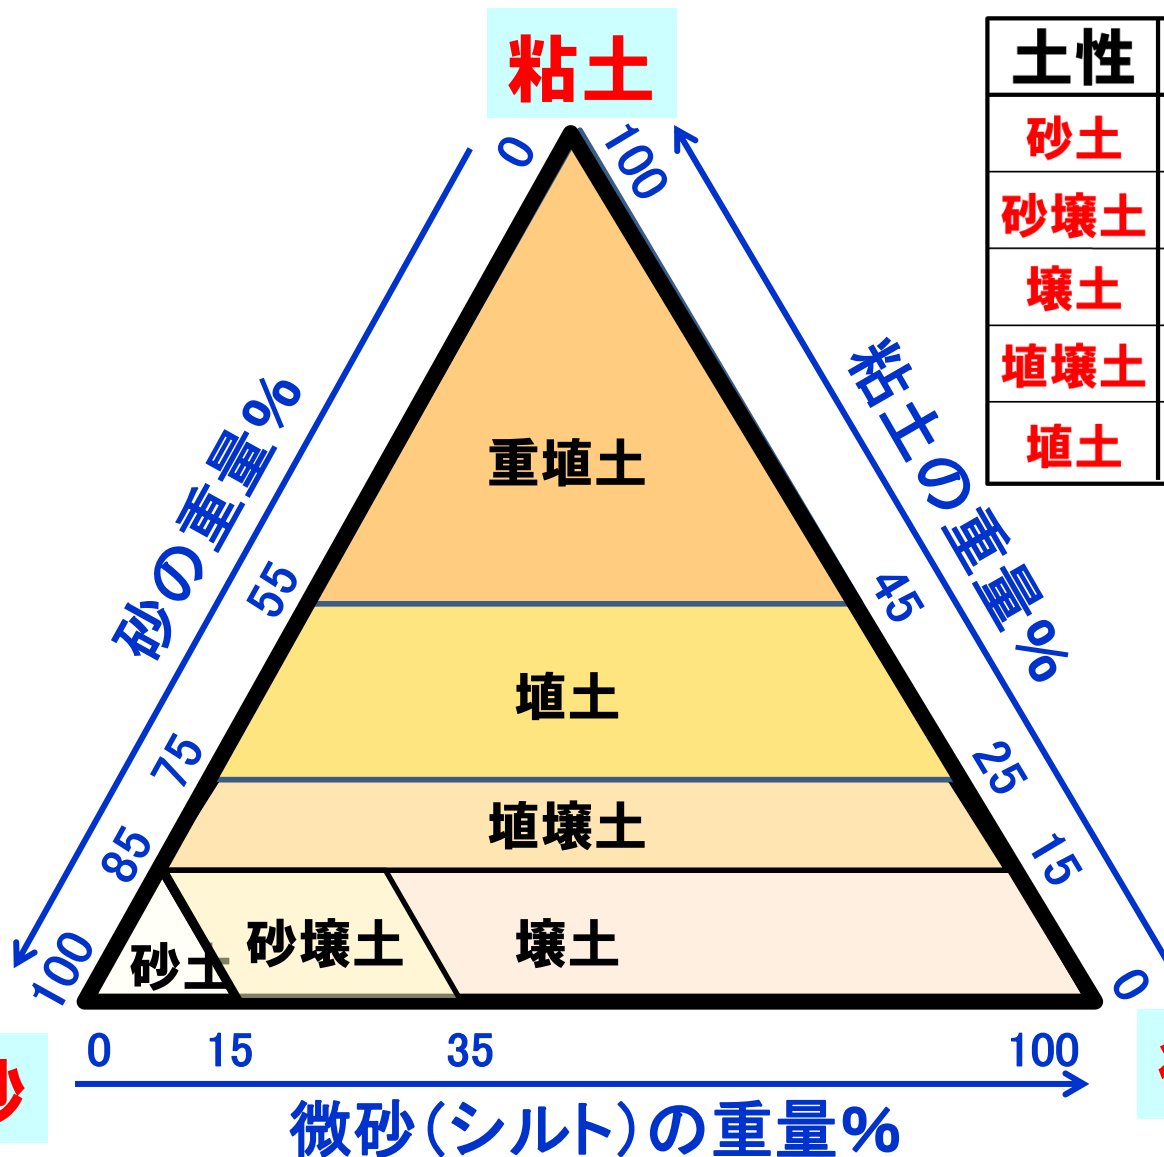 粘土
土性
砂土
砂壌土
壌土
埴壌土
埴土
0
100
砂の重量%
粘土の重量%
重埴土
55
45
埴土
75
25
埴壌土
85
15
砂土
砂壌土
壌土
100
0
砂
0
15
35
100
微砂(シルト)の重量%